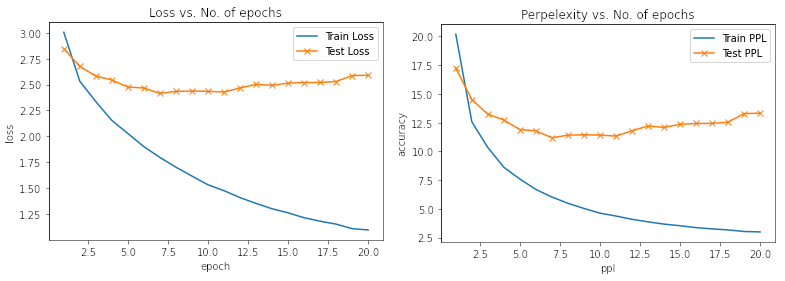 Loss vs. No. of epochs
3.00
2.75
2.50
2.25
2.00
1.75
1.50
1.25
loss
Train Loss
Test Loss
2.5 5.0 7.5 10.0 12.5 15.0 17.5 20.0
epoch
Perpelexity vs. No. of epochs
20.0
17.5
15.0
12.5
10.0
7.5
5.0
2.5
accuracy
Train PPL
Test PPL
2.5 5.0 7.5 10.0 12.5 15.0 17.5 20.0
ppl